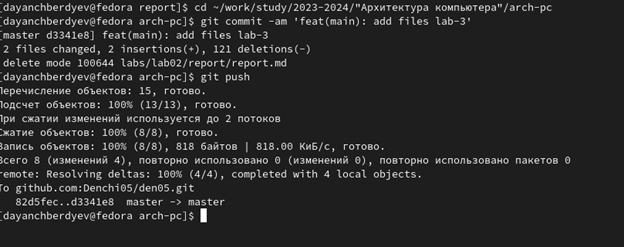 [dayanchberdyev@fedora report]$ cd ~/work/study/2023-2024/"Архитектура компьютера"/arch-pc
[dayanchberdyev@fedora arch-pc]$ git commit -am 'feat(main): add files lab-3'
[master d3341e8] feat(main): add files lab-3
 2 files changed, 2 insertions(+), 121 deletions(-)
 delete mode 100644 labs/lab02/report/report.md
[dayanchberdyev@fedora arch-pc]$ git push
Перечисление объектов: 15, готово.
Подсчет объектов: 100% (13/13), готово.
При сжатии изменений используется до 2 потоков
Сжатие объектов: 100% (8/8), готово.
Запись объектов: 100% (8/8), 818 байтов | 818.00 КиБ/с, готово.
Всего 8 (изменений 4), повторно использовано 0 (изменений 0), повторно использовано пакетов 0
remote: Resolving deltas: 100% (4/4), completed with 4 local objects.
To github.com:Denchi05/den05.git
   82d5fec..d3341e8  master -> master
[dayanchberdyev@fedora arch-pc]$